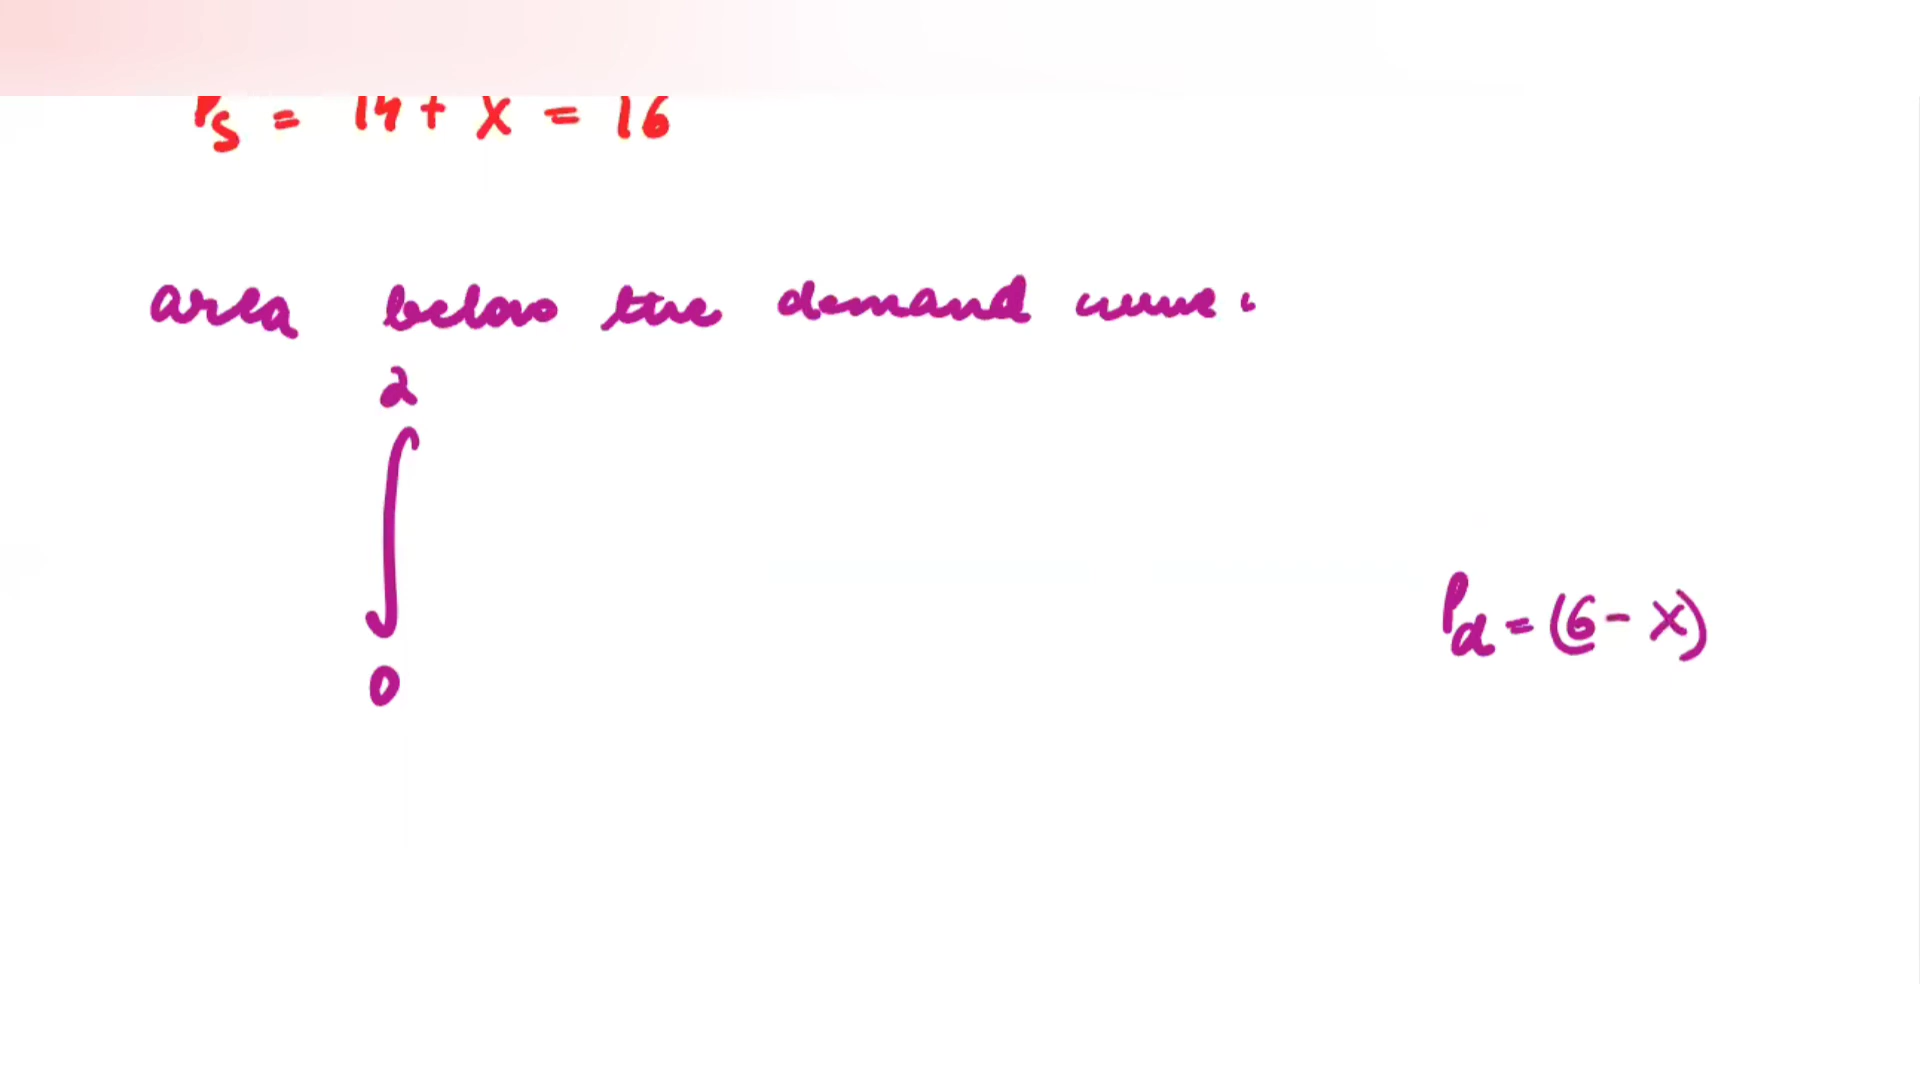 Ps = 14 + x = 16
area below the demand curve.
2
∫
0
Pd = (6 - x)